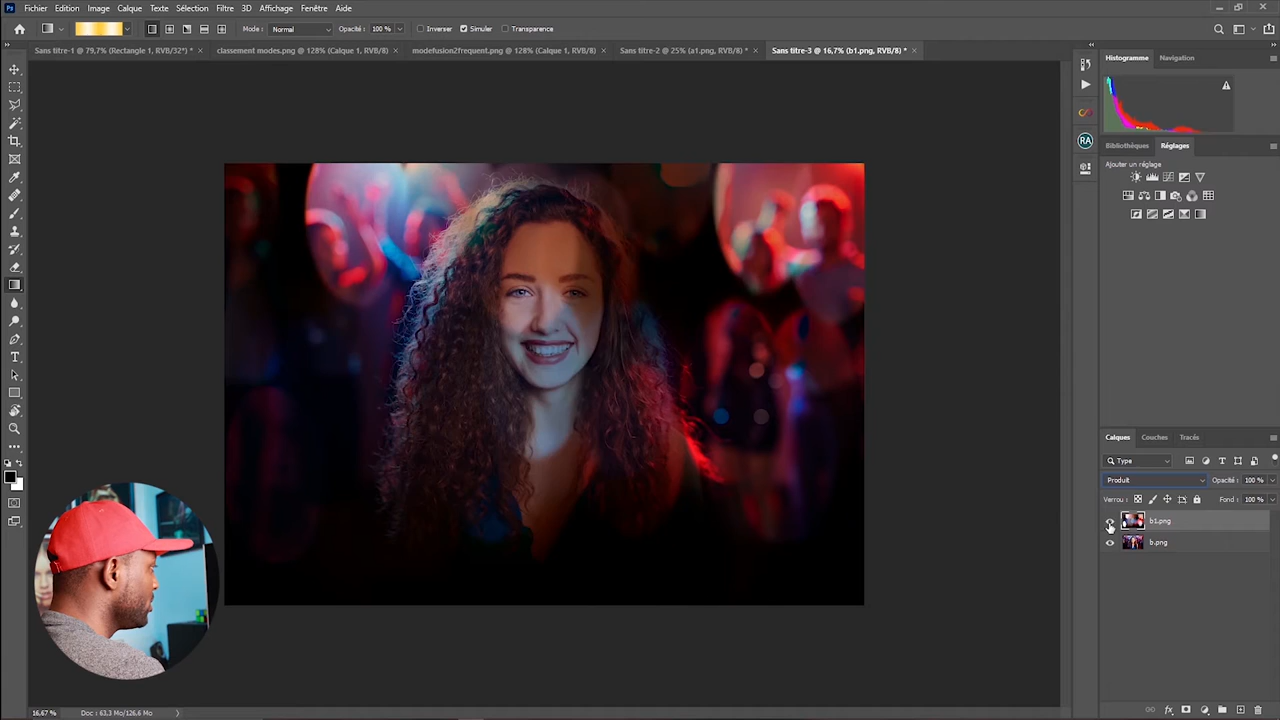 Ps Fichier Edition Image Calque Texte Sélection Filtre 3D Affichage Fenêtre Aide
Mode : Normal Opacité : 100 % Inverser Simuler Transparence
Sans titre-1 @ 79,7% (Rectangle 1, RVB/32*) * × classement modes.png @ 128% (Calque 1, RVB/8) × modefusion2frequent.png @ 128% (Calque 1, RVB/8) × Sans titre-2 @ 25% (a1.png, RVB/8) * × Sans titre-3 @ 16,7% (b1.png, RVB/8) * ×
Histogramme Navigation
RA
Bibliothèques Réglages
Ajouter un réglage
Calques Couches Tracés
Type
Produit Opacité : 100 %
Verrou : Fond : 100 %
b1.png
b.png
16,67 % Doc : 63,3 Mo/126,6 Mo